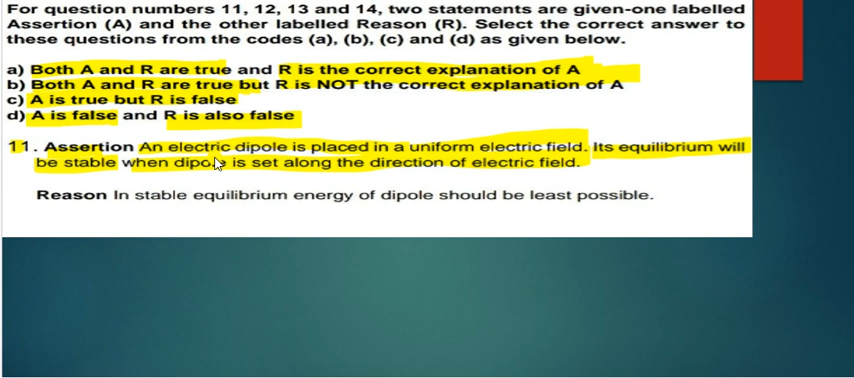 For question numbers 11, 12, 13 and 14, two statements are given-one labelled
Assertion (A) and the other labelled Reason (R). Select the correct answer to
these questions from the codes (a), (b), (c) and (d) as given below.
a) Both A and R are true and R is the correct explanation of A
b) Both A and R are true but R is NOT the correct explanation of A
c) A is true but R is false
d) A is false and R is also false
11. Assertion An electric dipole is placed in a uniform electric field. Its equilibrium will
be stable when dipole is set along the direction of electric field.
Reason In stable equilibrium energy of dipole should be least possible.